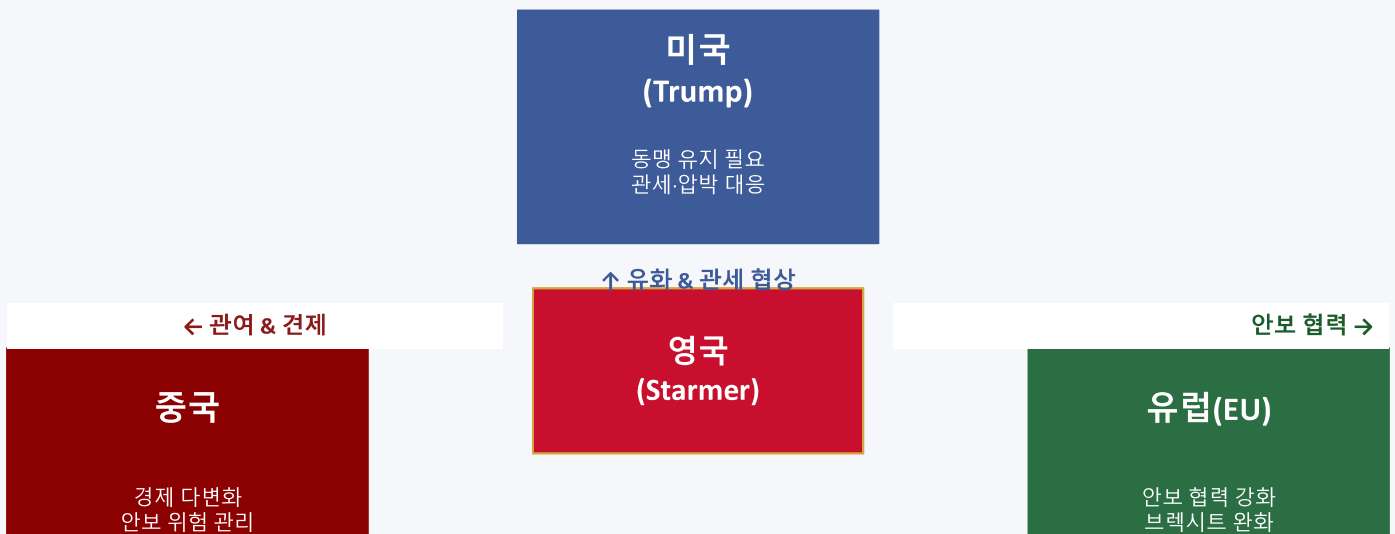 미국
(Trump)
동맹 유지 필요
관세·압박 대응
↑ 유화 & 관세 협상
← 관여 & 견제
안보 협력 →
영국
(Starmer)
중국
유럽(EU)
경제 다변화
안보 위험 관리
안보 협력 강화
브렉시트 완화